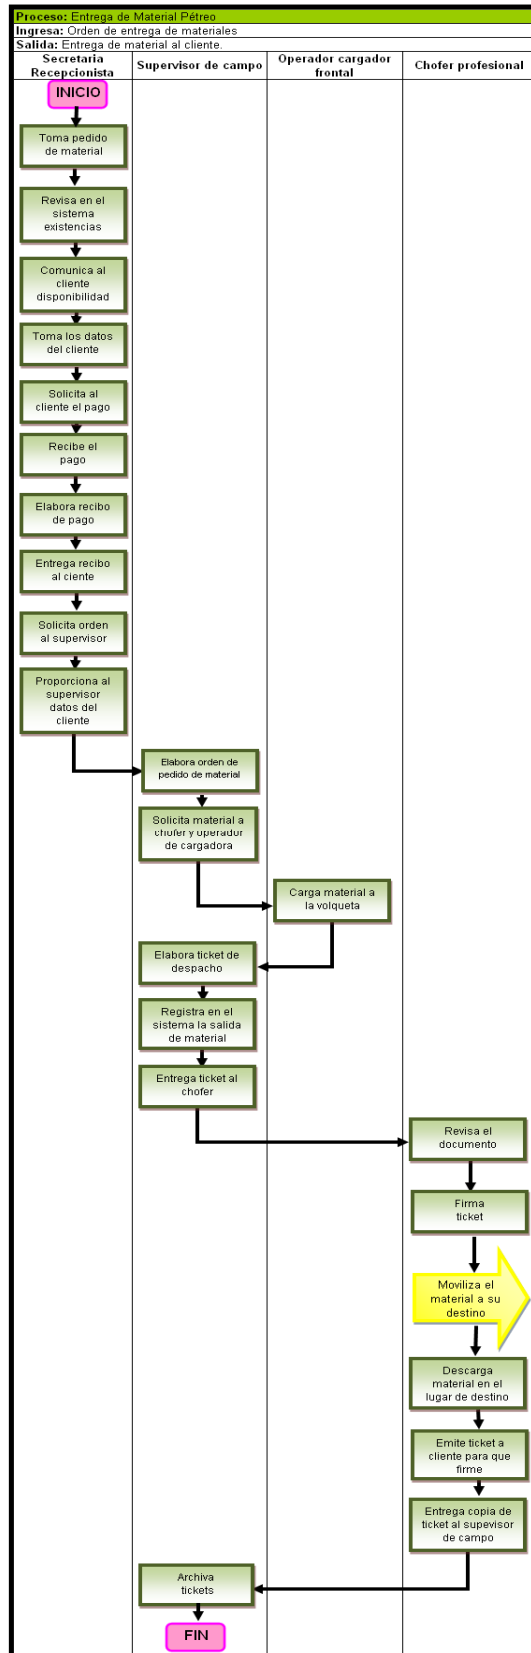 Proceso: Entrega de Material Pétreo
Ingresa: Orden de entrega de materiales
Salida: Entrega de material al cliente.
Secretaria
Recepcionista
Supervisor de campo
Operador cargador
frontal
Chofer profesional
INICIO
Toma pedido
de material
Revisa en el
sistema
existencias
Comunica al
cliente
disponibilidad
Toma los datos
del cliente
Solicita al
cliente el pago
Recibe el
pago
Elabora recibo
de pago
Entrega recibo
al ciente
Solicita orden
al supervisor
Proporciona al
supervisor
datos del
cliente
Elabora orden de
pedido de material
Solicita material a
chofer y operador
de cargadora
Carga material a
la volqueta
Elabora ticket de
despacho
Registra en el
sistema la salida
de material
Entrega ticket al
chofer
Revisa el
documento
Firma
ticket
Moviliza el
material a su
destino
Descarga
material en el
lugar de destino
Emite ticket a
cliente para que
firme
Entrega copia de
ticket al supevisor
de campo
Archiva
tickets
FIN